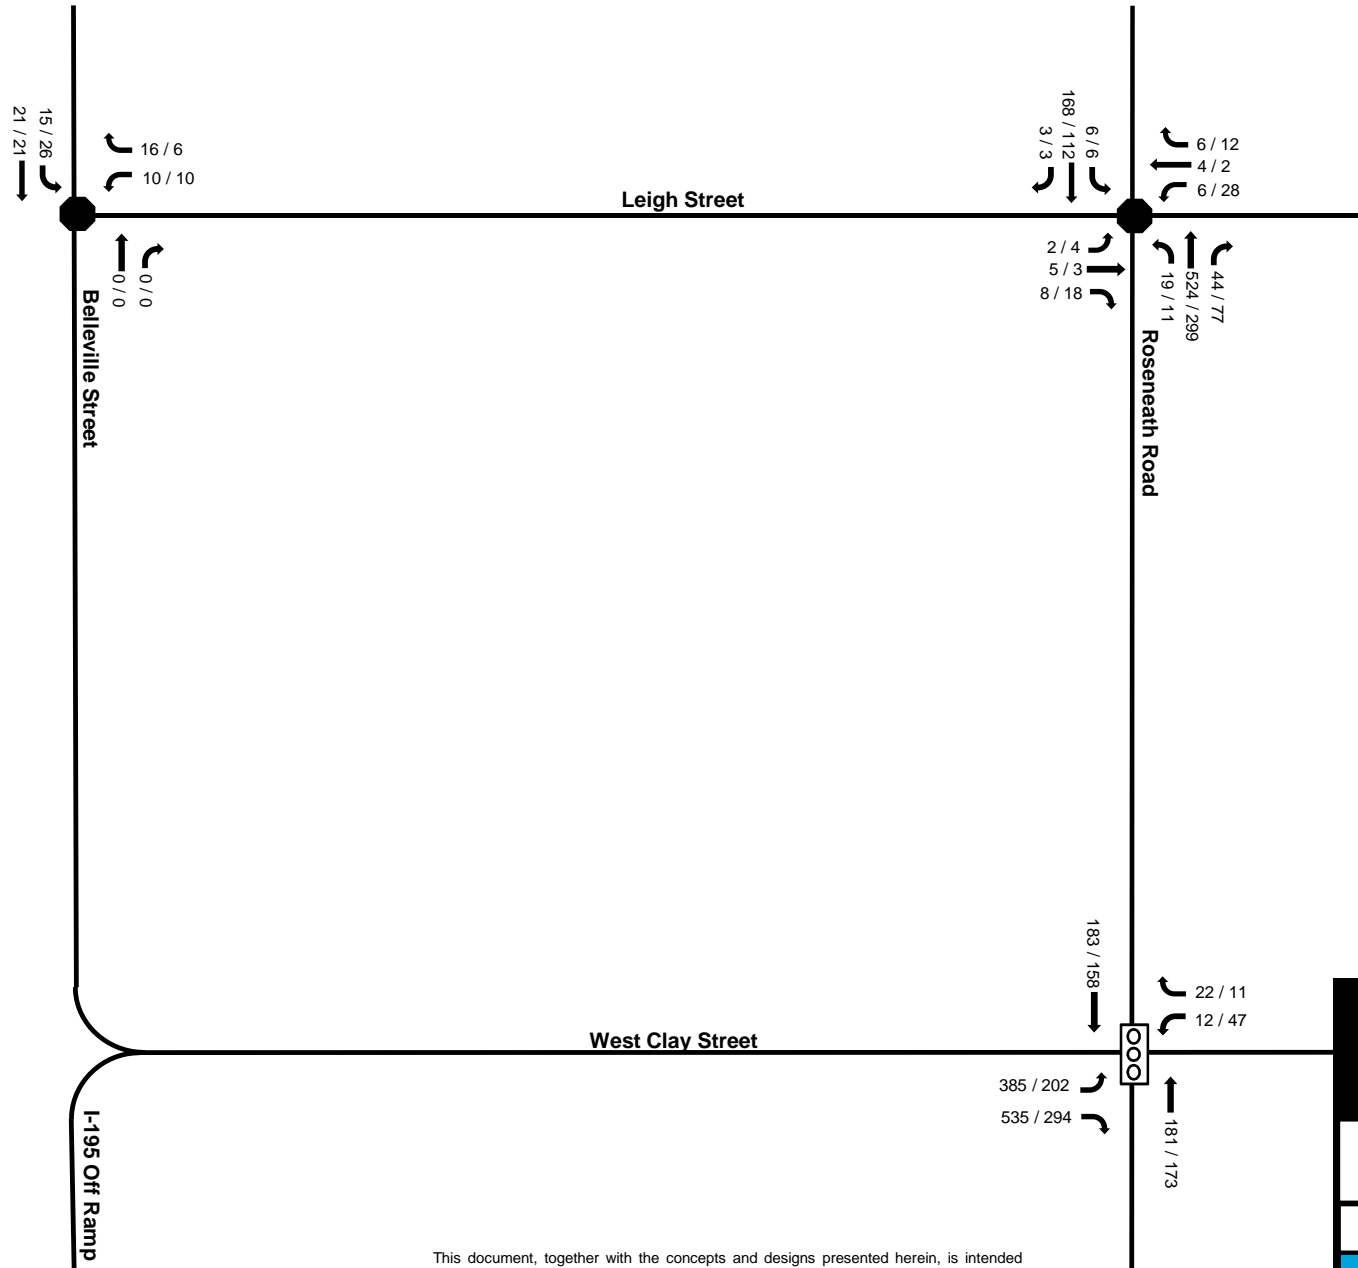 21 / 21
15 / 26
16 / 6
10 / 10
0 / 0
0 / 0
Leigh Street
3 / 3
168 / 112
6 / 6
6 / 12
4 / 2
6 / 28
2 / 4
5 / 3
8 / 18
19 / 11
524 / 299
44 / 77
Belleville Street
Roseneath Road
183 / 158
22 / 11
12 / 47
West Clay Street
385 / 202
535 / 294
181 / 173
I-195 Off Ramp
This document, together with the concepts and designs presented herein, is intended